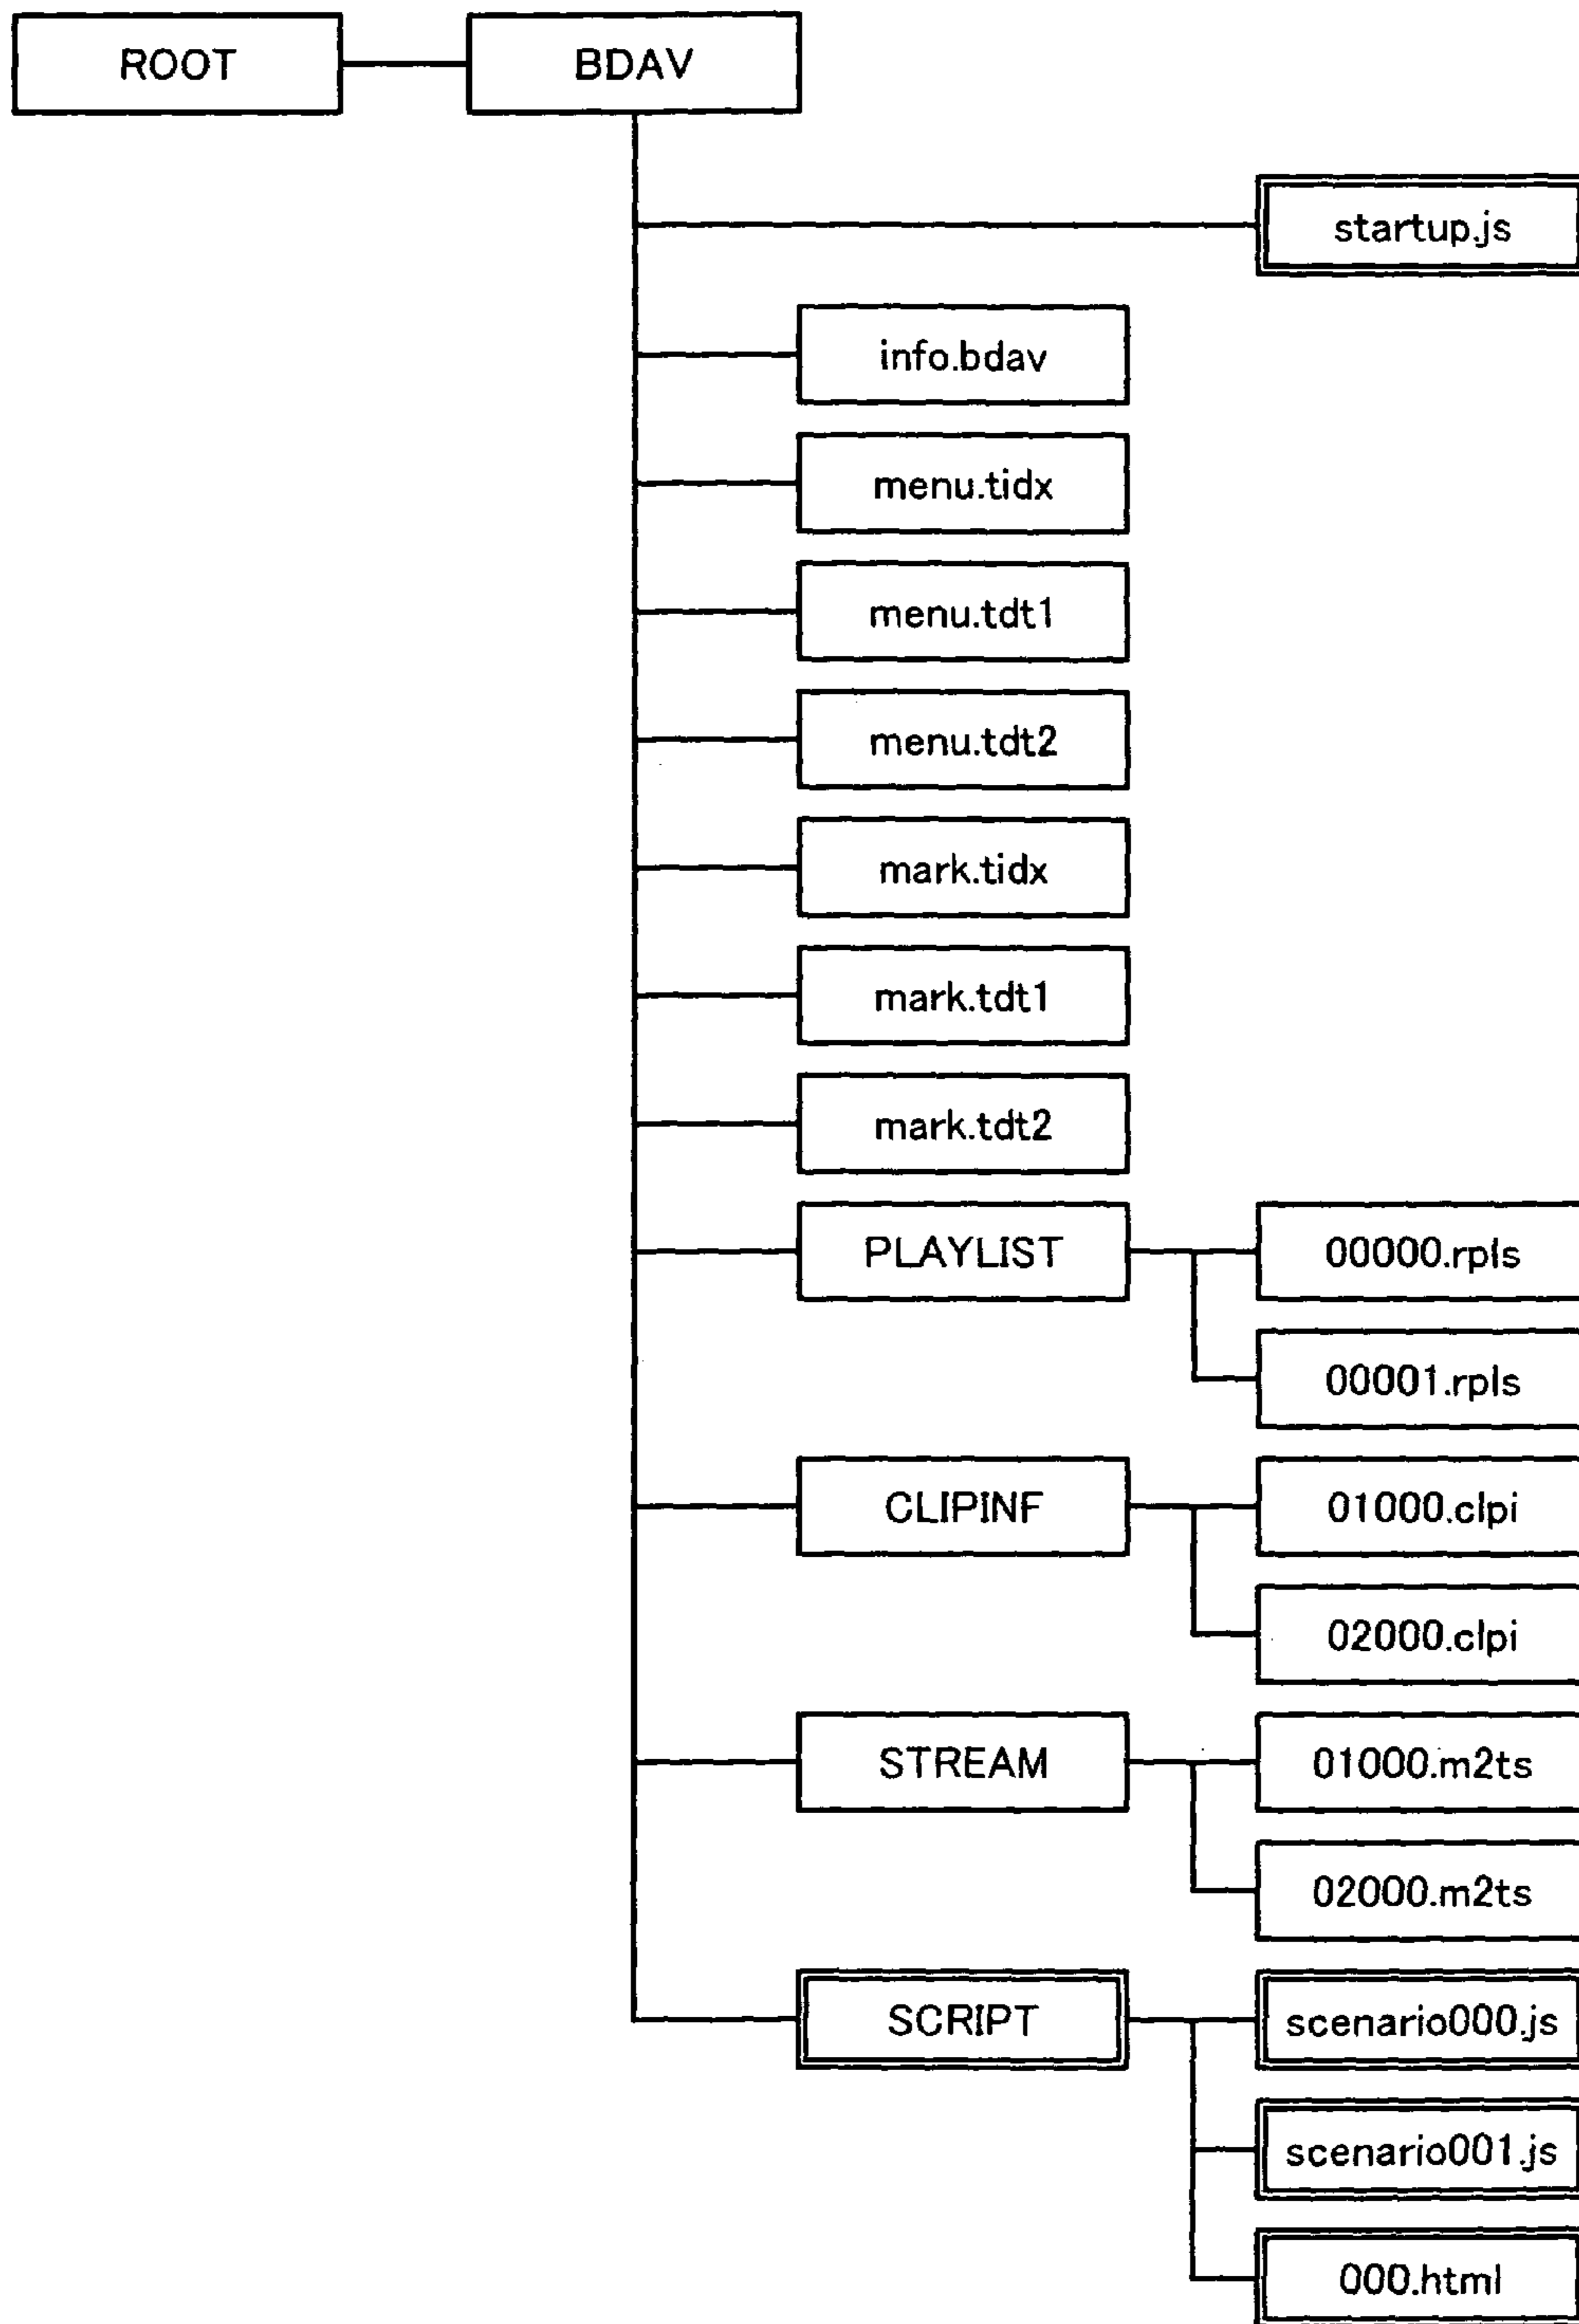 ROOT
BDAV
startup.js
info.bdav
menu.tidx
menu.tdt1
menu.tdt2
mark.tidx
mark.tdt1
mark.tdt2
PLAYLIST
00000.rpls
00001.rpls
CLIPINF
01000.clpi
02000.clpi
STREAM
01000.m2ts
02000.m2ts
SCRIPT
scenario000.js
scenario001.js
000.html